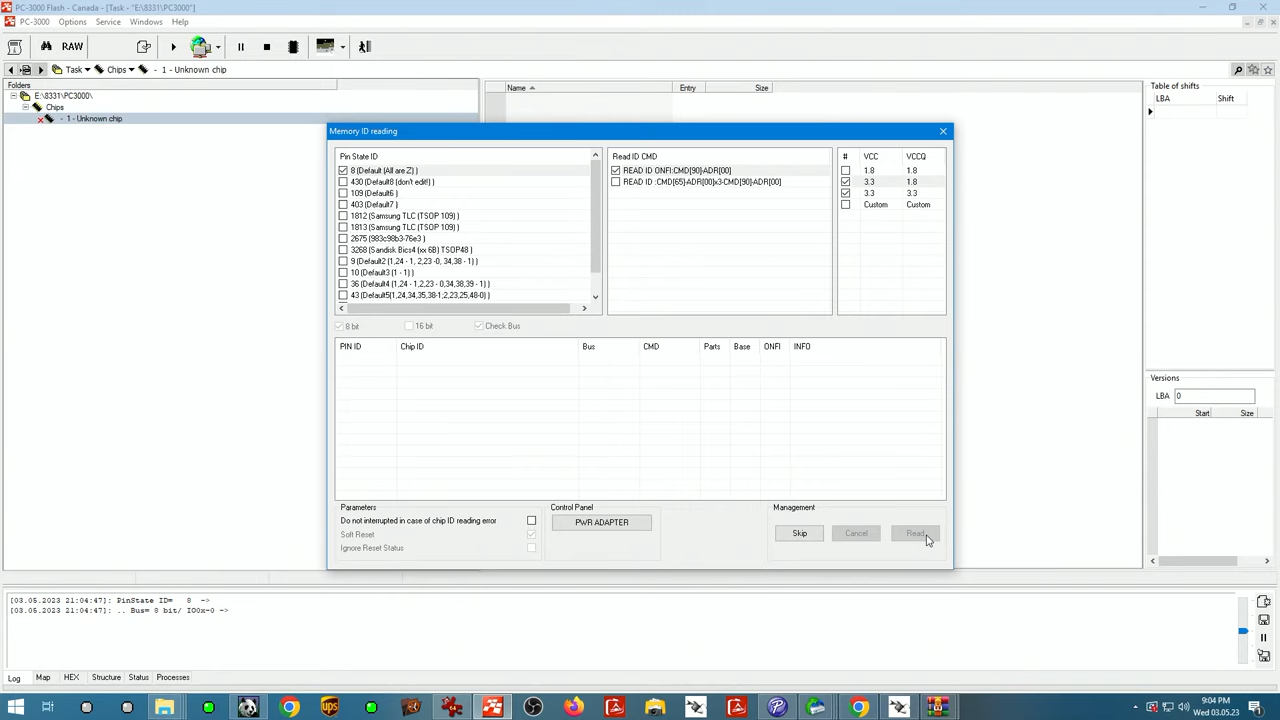 PC-3000 Flash - Canada - [Task - "E:\8331\PC3000"]
PC-3000 Options Service Windows Help
RAW
Task Chips - 1 - Unknown chip
Folders
E:\8331\PC3000\
Chips
- 1 - Unknown chip
Name Entry Size
Table of shifts
LBA Shift
Versions
LBA 0
Start Size
Memory ID reading
Pin State ID
8 (Default (All are Z) )
430 (Default8 (don't edit!) )
109 (Default6 )
403 (Default7 )
1812 (Samsung TLC (TSOP 109) )
1813 (Samsung TLC (TSOP 109) )
2675 (983c98b3-76e3 )
3268 (Sandisk Bics4 (xx 6B) TSOP48 )
9 (Default2 (1,24 - 1, 2,23 -0, 34,38 - 1) )
10 (Default3 (1 - 1) )
36 (Default4 (1,24 - 1,2,23 - 0,34,38,39 - 1) )
43 (Default5(1,24,34,35,38-1;2,23,25,48-0) )
Read ID CMD
READ ID ONFI:CMD[90]-ADR[00]
READ ID :CMD[65]-ADR[00]x3-CMD[90]-ADR[00]
# VCC VCCQ
1.8 1.8
3.3 1.8
3.3 3.3
Custom Custom
8 bit 16 bit Check Bus
PIN ID Chip ID Bus CMD Parts Base ONFI INFO
Parameters
Do not interrupted in case of chip ID reading error
Soft Reset
Ignore Reset Status
Control Panel
PWR ADAPTER
Management
Skip Cancel Read
[03.05.2023 21:04:47]: PinState ID= 8 ->
[03.05.2023 21:04:47]: .. Bus= 8 bit/ IO0x-0 ->
Log Map HEX Structure Status Processes
ups
9:04 PM
Wed 03.05.23